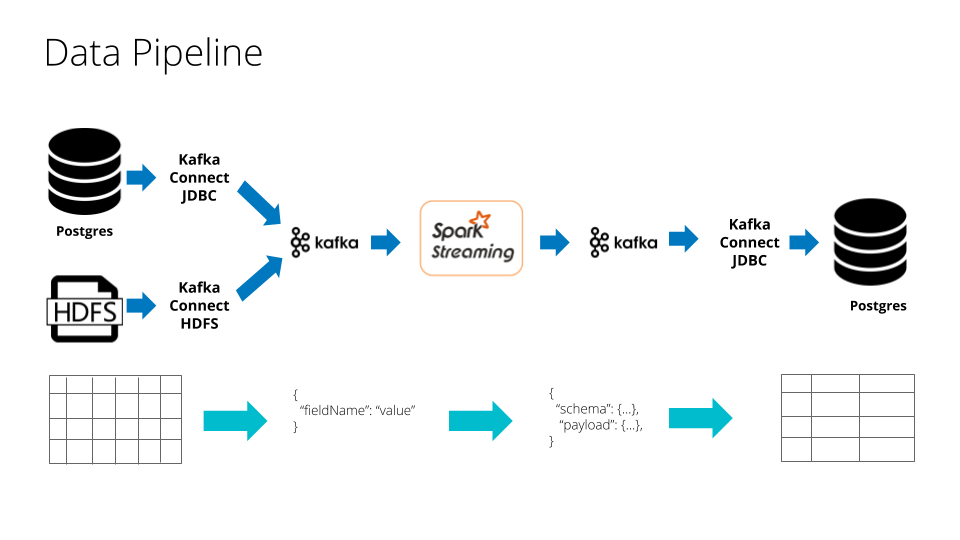 Data Pipeline
Kafka
Connect
JDBC
Postgres
HDFS
Kafka
Connect
HDFS
kafka
Spark
Streaming
kafka
Kafka
Connect
JDBC
Postgres
{
“fieldName”: “value”
}
{
“schema”: {...},
“payload”: {...},
}